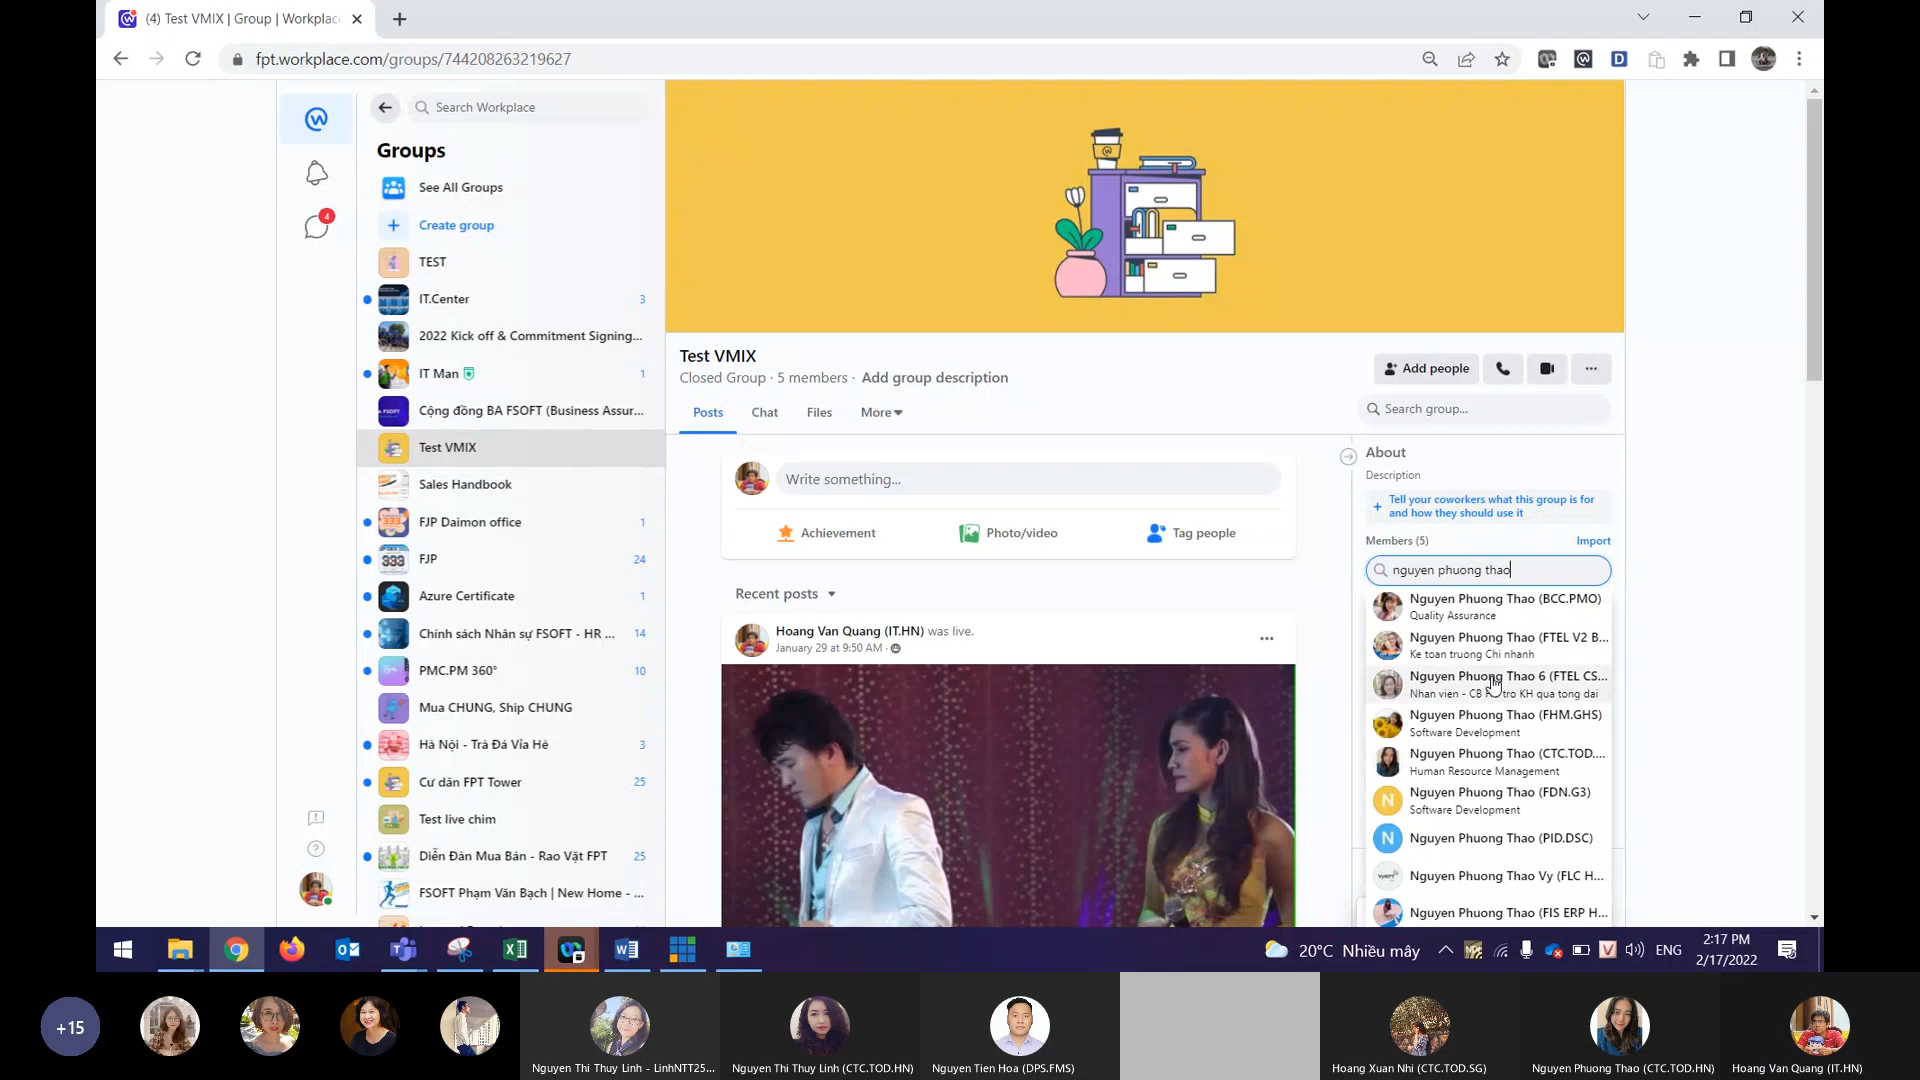 (4) Test VMIX | Group | Workplac
fpt.workplace.com/groups/744208263219627
Search Workplace
Groups
See All Groups
Create group
TEST
IT.Center 3
2022 Kick off & Commitment Signing...
IT Man 1
Cộng đồng BA FSOFT (Business Assur...
Test VMIX
Sales Handbook
FJP Daimon office 1
FJP 24
Azure Certificate 1
Chính sách Nhân sự FSOFT - HR ... 14
PMC.PM 360° 10
Mua CHUNG, Ship CHUNG
Hà Nội - Trà Đá Vỉa Hè 3
Cư dân FPT Tower 25
Test live chim
Diễn Đàn Mua Bán - Rao Vặt FPT 25
FSOFT Phạm Văn Bạch | New Home - ...
4
Test VMIX
Closed Group · 5 members · Add group description
Add people
Posts Chat Files More
Search group...
Write something...
Achievement Photo/video Tag people
Recent posts
Hoang Van Quang (IT.HN) was live.
January 29 at 9:50 AM ·
About
Description
Tell your coworkers what this group is for
and how they should use it
Members (5) Import
nguyen phuong thao
Nguyen Phuong Thao (BCC.PMO)
Quality Assurance
Nguyen Phuong Thao (FTEL V2 B...
Ke toan truong Chi nhanh
Nguyen Phuong Thao 6 (FTEL CS...
Nhan vien - CB tro KH qua tong dai
Nguyen Phuong Thao (FHM.GHS)
Software Development
Nguyen Phuong Thao (CTC.TOD....
Human Resource Management
N Nguyen Phuong Thao (FDN.G3)
Software Development
N Nguyen Phuong Thao (PID.DSC)
Nguyen Phuong Thao Vy (FLC H...
Nguyen Phuong Thao (FIS ERP H...
20°C Nhiều mây
ENG
2:17 PM
2/17/2022
+15
Nguyen Thi Thuy Linh - LinhNTT25...
Nguyen Thi Thuy Linh (CTC.TOD.HN)
Nguyen Tien Hoa (DPS.FMS)
Hoang Xuan Nhi (CTC.TOD.SG)
Nguyen Phuong Thao (CTC.TOD.HN)
Hoang Van Quang (IT.HN)